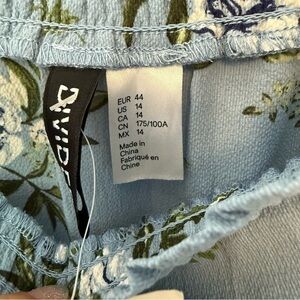 DIVIDED
EUR 44
US 14
CA 14
CN 175/100A
MX 14
Made in
China
Fabriqué en
Chine